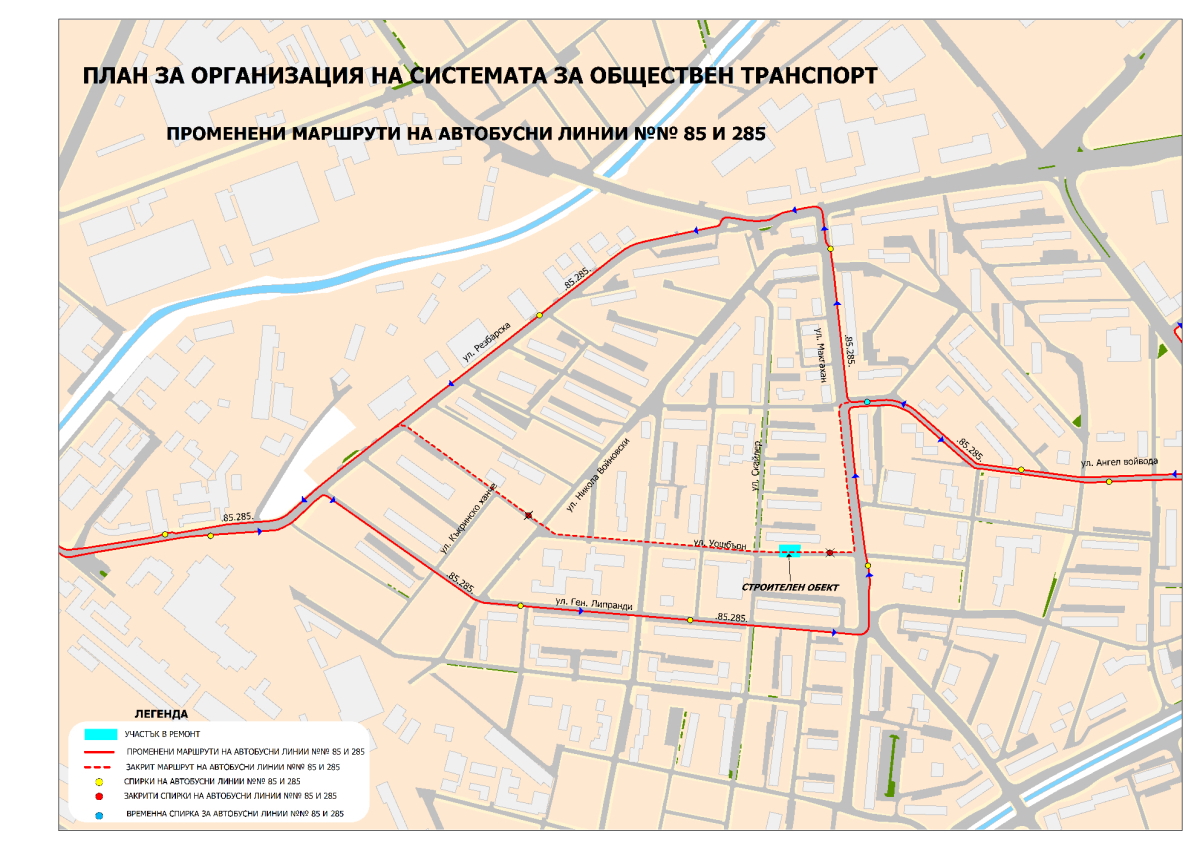 ПЛАН ЗА ОРГАНИЗАЦИЯ НА СИСТЕМАТА ЗА ОБЩЕСТВЕН ТРАНСПОРТ
ПРОМЕНЕНИ МАРШРУТИ НА АВТОБУСНИ ЛИНИИ №№ 85 И 285
.85.285.
ул. Резбарска
ул. Макгахан
.85.285.
ул. Скайлер
.85.285.
ул. Ангел войвода
ул. Никола Войновски
ул. Къкринско ханче
.85.285.
ул. Уошбърн
СТРОИТЕЛЕН ОБЕКТ
.85.285.
ул. Ген. Липранди
.85.285.
ЛЕГЕНДА
УЧАСТЪК В РЕМОНТ
ПРОМЕНЕНИ МАРШРУТИ НА АВТОБУСНИ ЛИНИИ №№ 85 И 285
ЗАКРИТ МАРШРУТ НА АВТОБУСНИ ЛИНИИ №№ 85 И 285
СПИРКИ НА АВТОБУСНИ ЛИНИИ №№ 85 И 285
ЗАКРИТИ СПИРКИ НА АВТОБУСНИ ЛИНИИ №№ 85 И 285
ВРЕМЕННА СПИРКА ЗА АВТОБУСНИ ЛИНИИ №№ 85 И 285